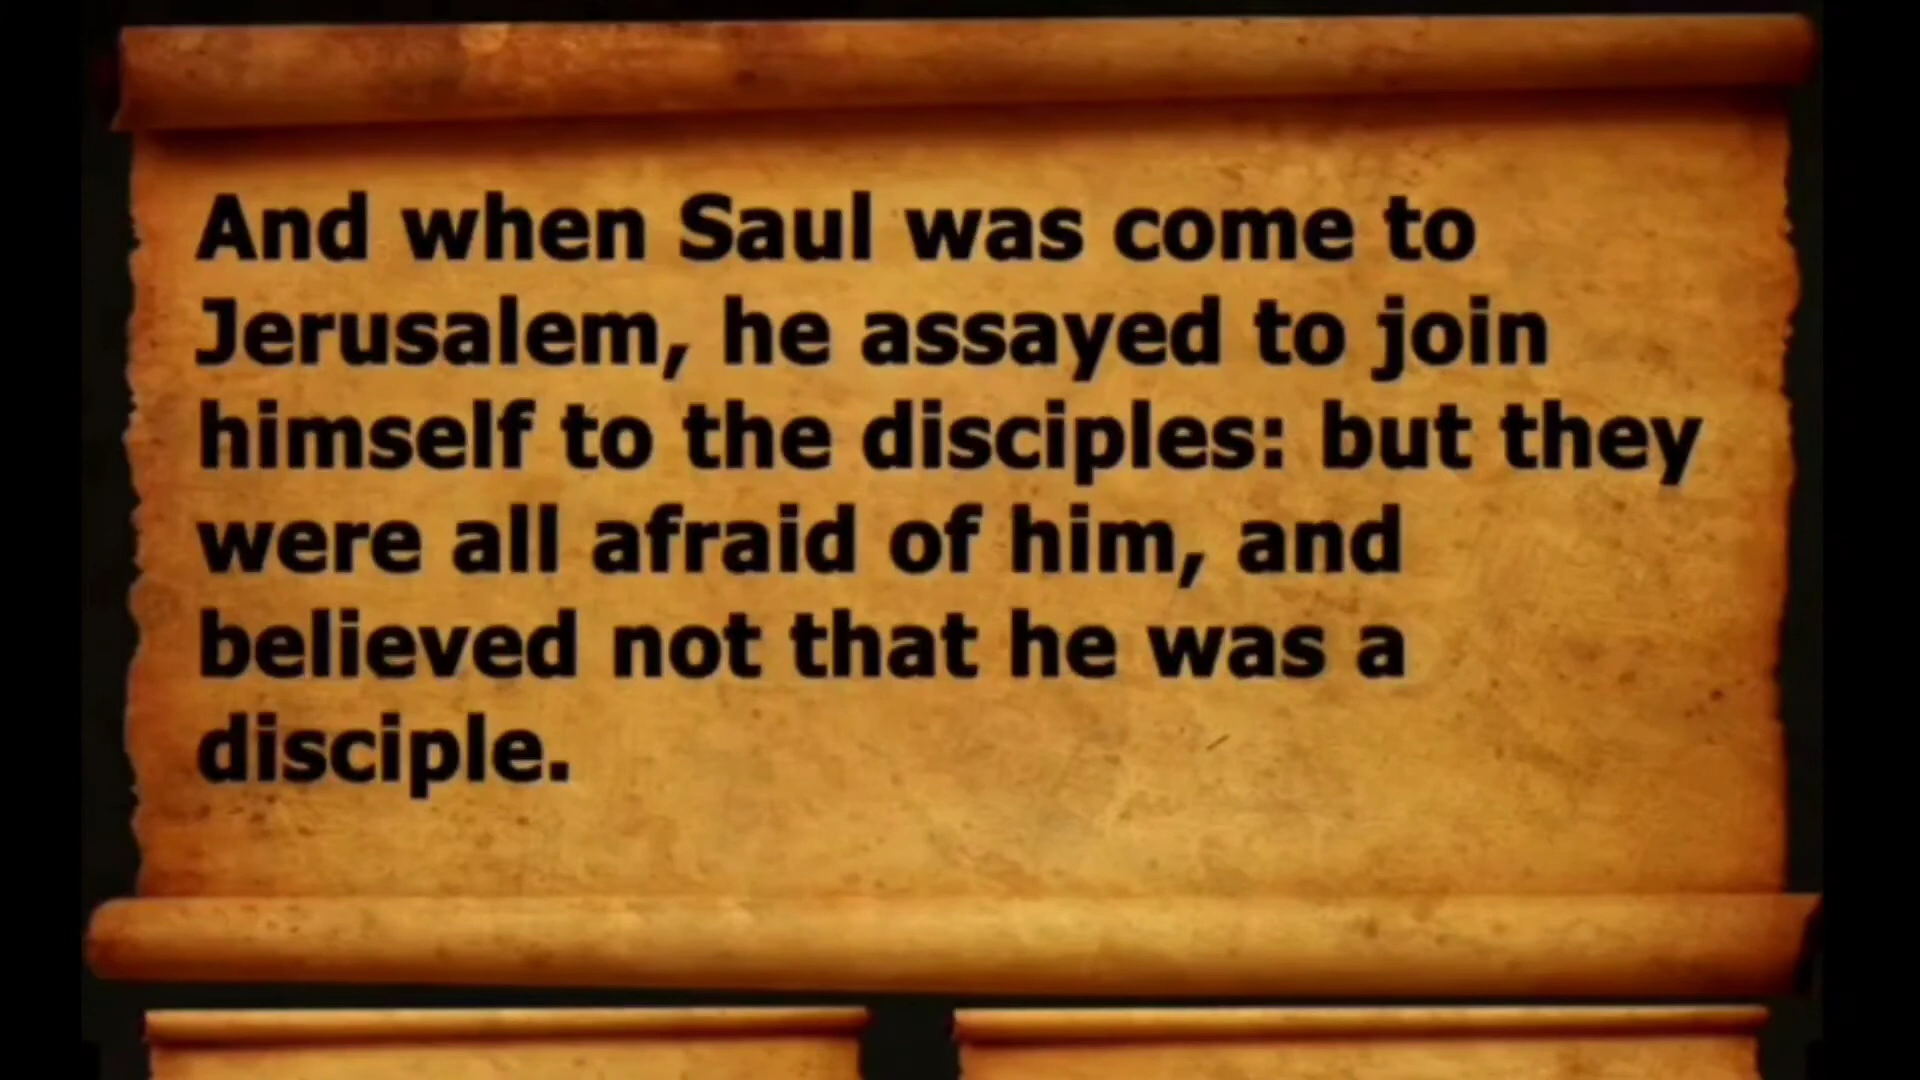 And when Saul was come to
Jerusalem, he assayed to join
himself to the disciples: but they
were all afraid of him, and
believed not that he was a
disciple.